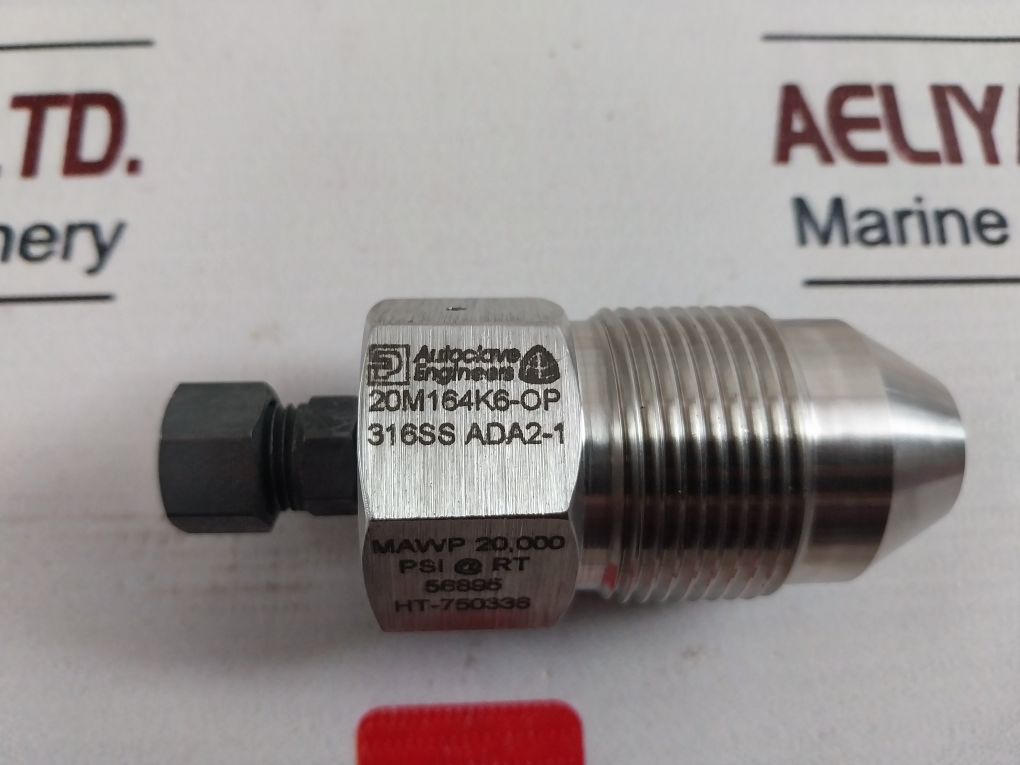 LTD.
nery
AELIY
Marine
Autoclave
Engineers
20M164K6-OP
316SS ADA2-1
MAWP 20,000
PSI @ RT
56895
HT-750336